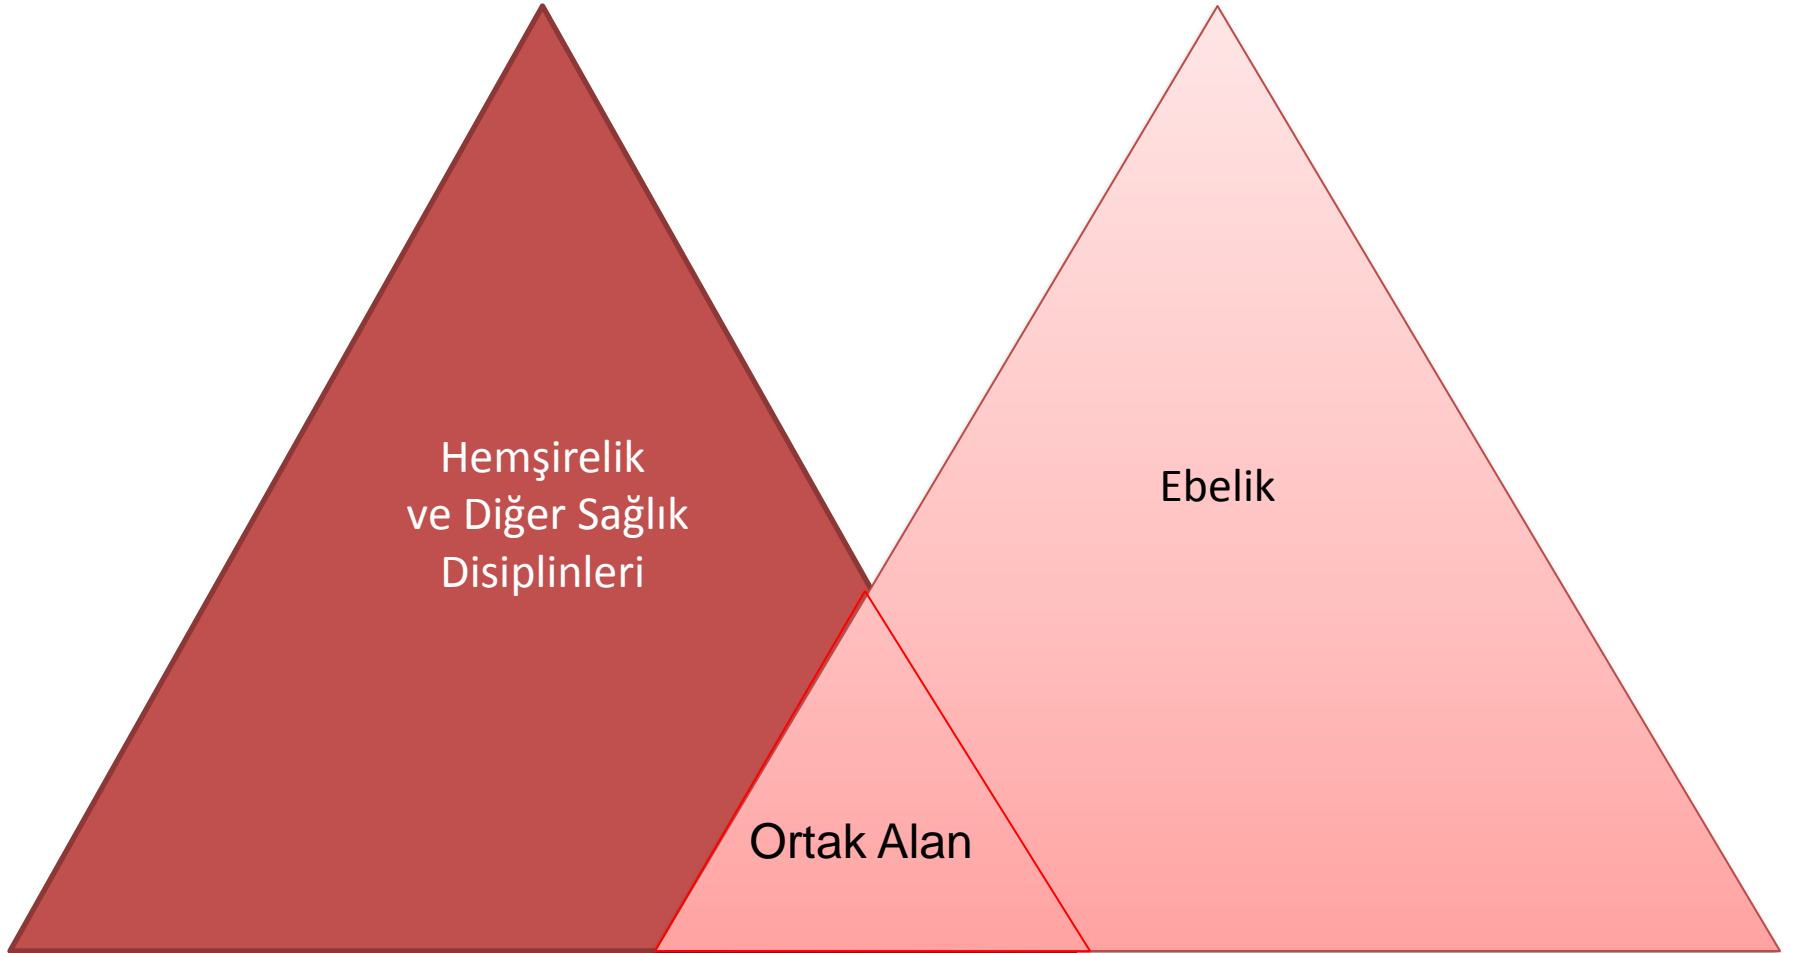 Hemşirelik
ve Diğer Sağlık
Disiplinleri
Ebelik
Ortak Alan